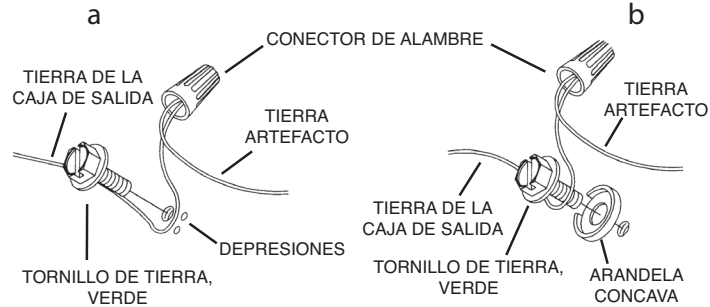 a
b
CONECTOR DE ALAMBRE
TIERRA DE LA
CAJA DE SALIDA
TIERRA
ARTEFACTO
DEPRESIONES
TORNILLO DE TIERRA,
VERDE
TIERRA
ARTEFACTO
TIERRA DE LA
CAJA DE SALIDA
TORNILLO DE TIERRA,
VERDE
ARANDELA
CONCAVA